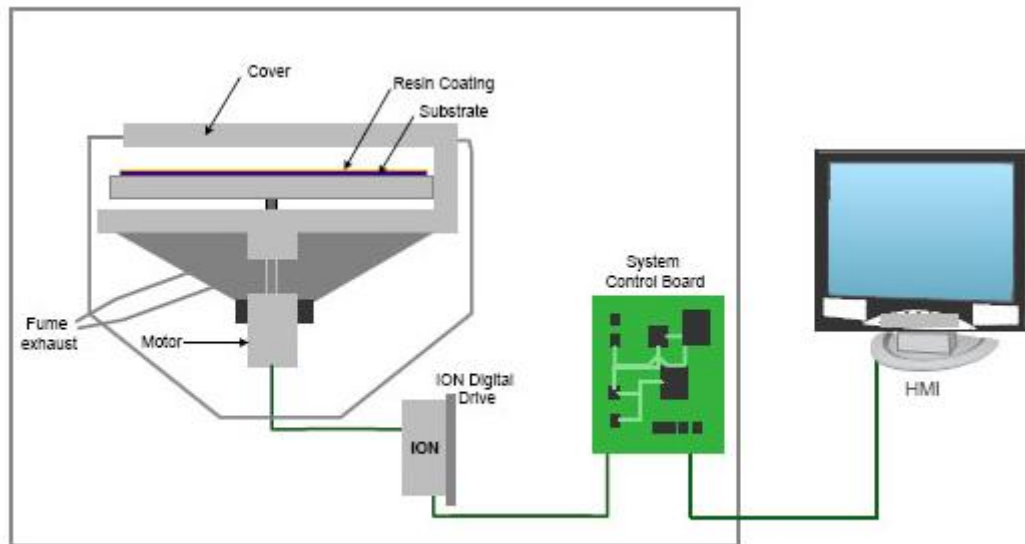 Cover
Resin Coating
Substrate
Fume
exhaust
Motor
ION Digital
Drive
ION
System
Control Board
HMI